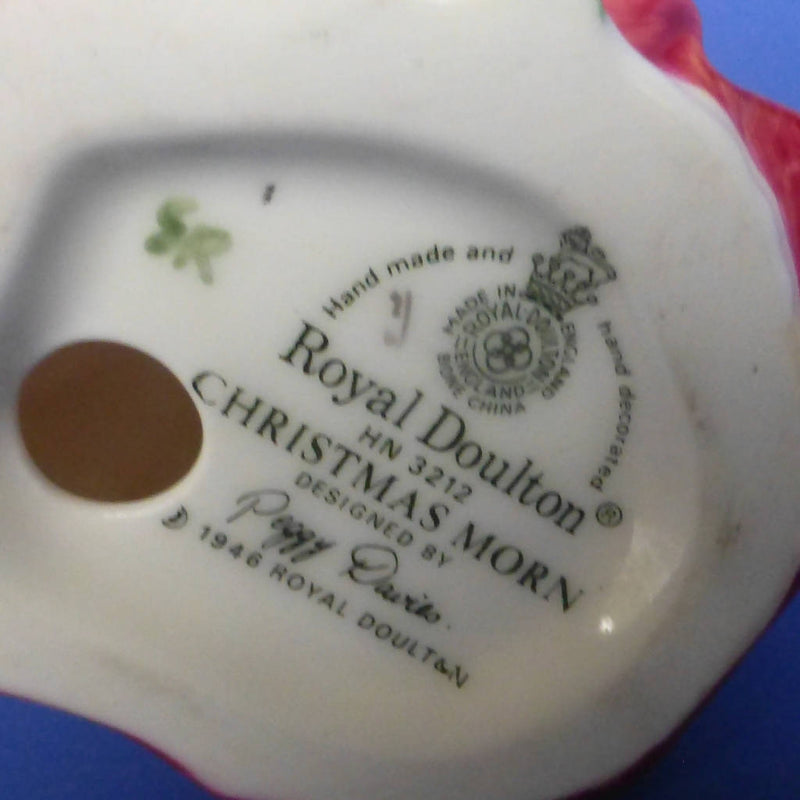 Hand made and
hand decorated
MADE IN ENGLAND
ROYAL DOULTON
ENGLAND
BONE CHINA
Royal Doulton®
HN 3212
CHRISTMAS MORN
DESIGNED BY
Peggy Davies.
© 1946 ROYAL DOULTON